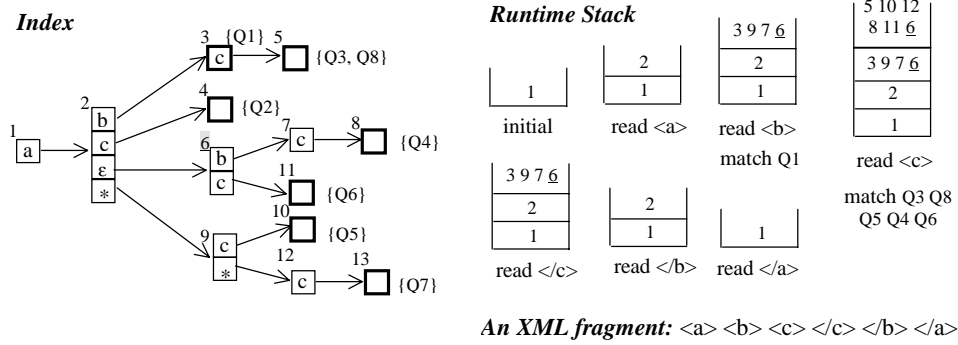 Index
1
a
2
b
c
ε
*
3
{Q1}
c
5
{Q3, Q8}
4
{Q2}
6
b
c
7
c
8
{Q4}
11
{Q6}
9
c
*
10
{Q5}
12
c
13
{Q7}
Runtime Stack
1
initial
2
1
read <a>
3 9 7 6
2
1
read <b>
match Q1
5 10 12
8 11 6
3 9 7 6
2
1
read <c>
match Q3 Q8
Q5 Q4 Q6
3 9 7 6
2
1
read </c>
2
1
read </b>
1
read </a>
An XML fragment: <a> <b> <c> </c> </b> </a>